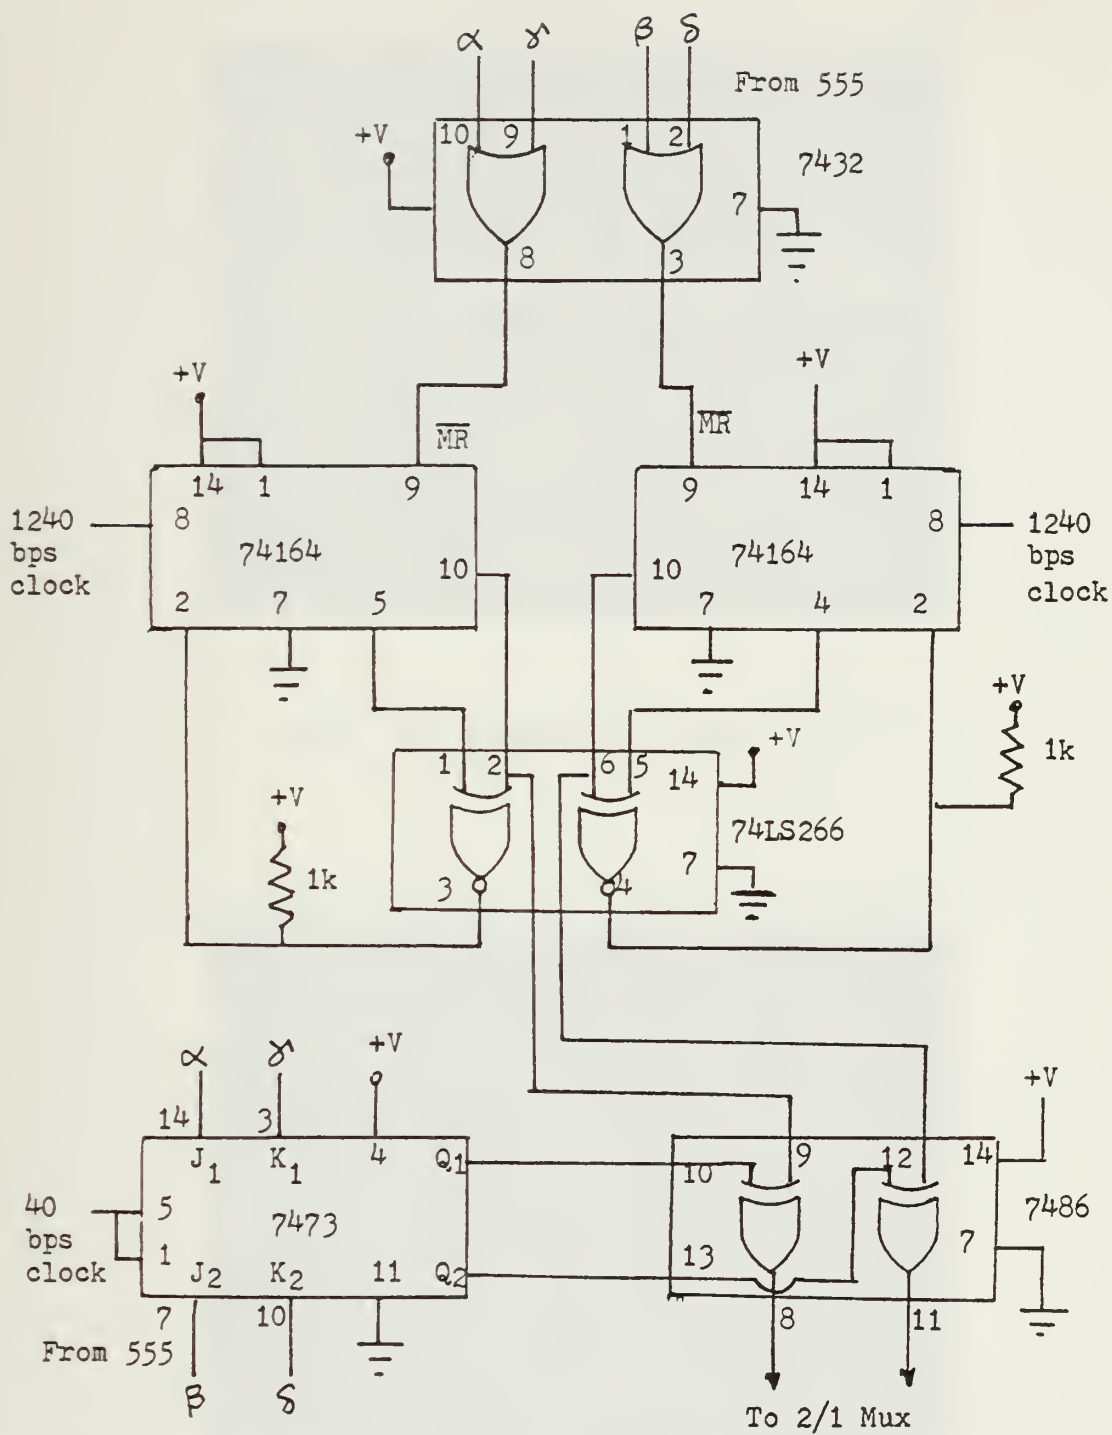 α γ β δ
From 555
+V 10 9 1 2
7432
7
8 3
+V +V
MR MR
14 1 9 9 14 1
1240 bps clock 8 74164 10
10 74164 8 1240 bps clock
2 7 5 7 4 2
+V
1k
1 2 6 5 14 +V
74LS266
+V
1k
3 4 7
α γ +V
14 3
J1 K1 4 Q1
40 bps clock 5 1
7473
J2 K2 11 Q2
7 10
From 555
β δ
+V
10 9 12 14
7486
13 7
8 11
To 2/1 Mux